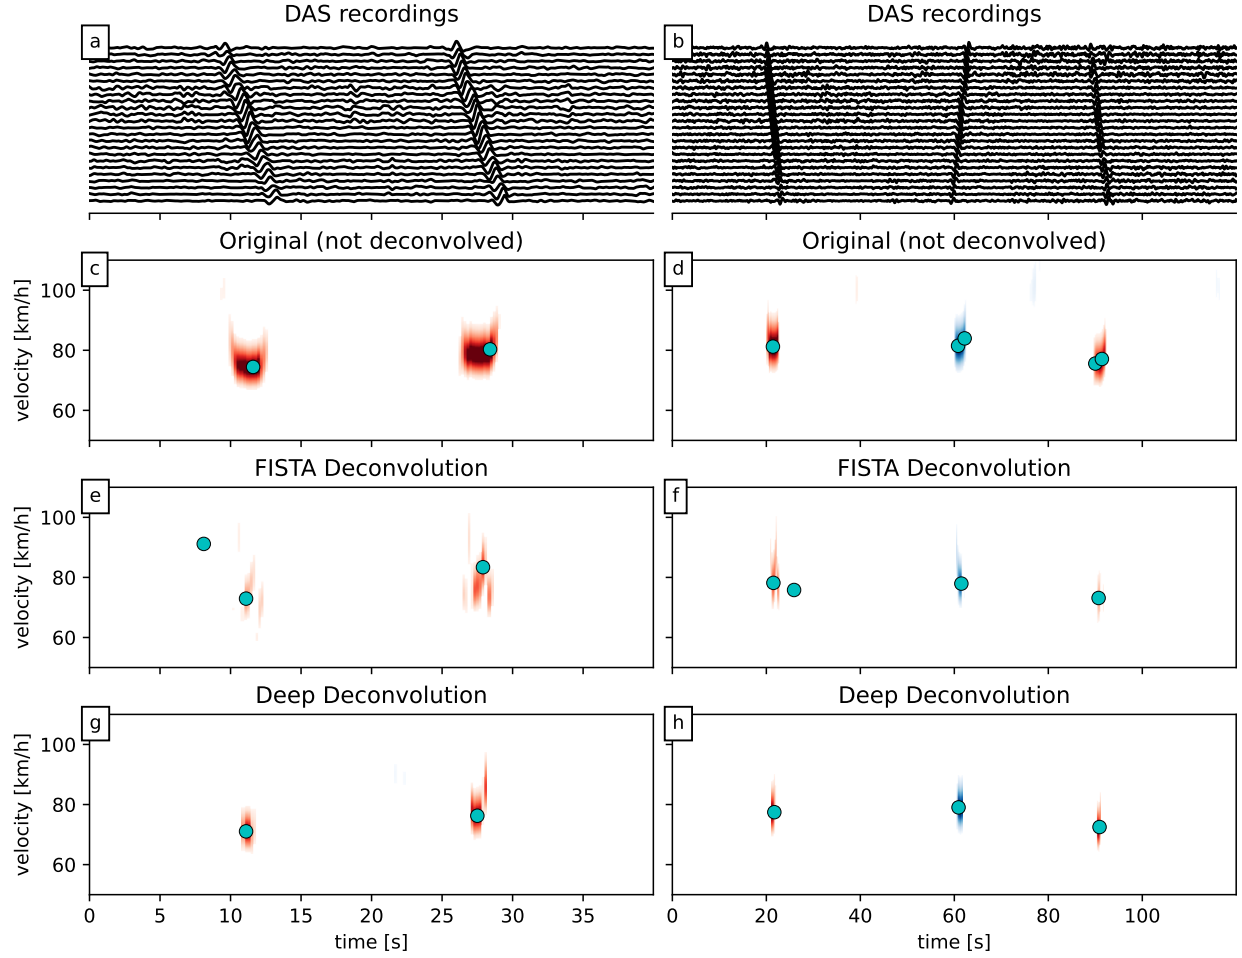 DAS recordings
DAS recordings
a
b
Original (not deconvolved)
Original (not deconvolved)
c
d
velocity [km/h]
100
80
60
FISTA Deconvolution
FISTA Deconvolution
e
f
velocity [km/h]
100
80
60
Deep Deconvolution
Deep Deconvolution
g
h
velocity [km/h]
100
80
60
0 5 10 15 20 25 30 35
0 20 40 60 80 100
time [s]
time [s]